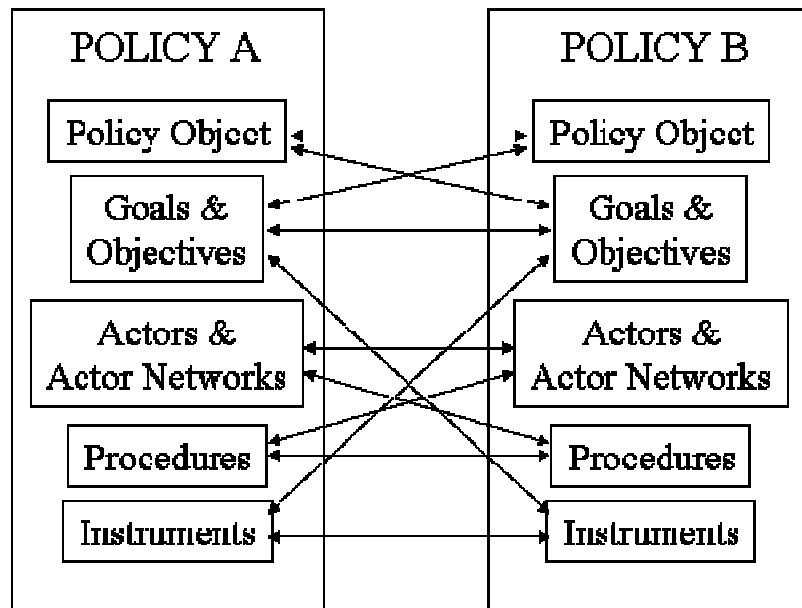 POLICY A
Policy Object
Goals &
Objectives
Actors &
Actor Networks
Procedures
Instruments
POLICY B
Policy Object
Goals &
Objectives
Actors &
Actor Networks
Procedures
Instruments